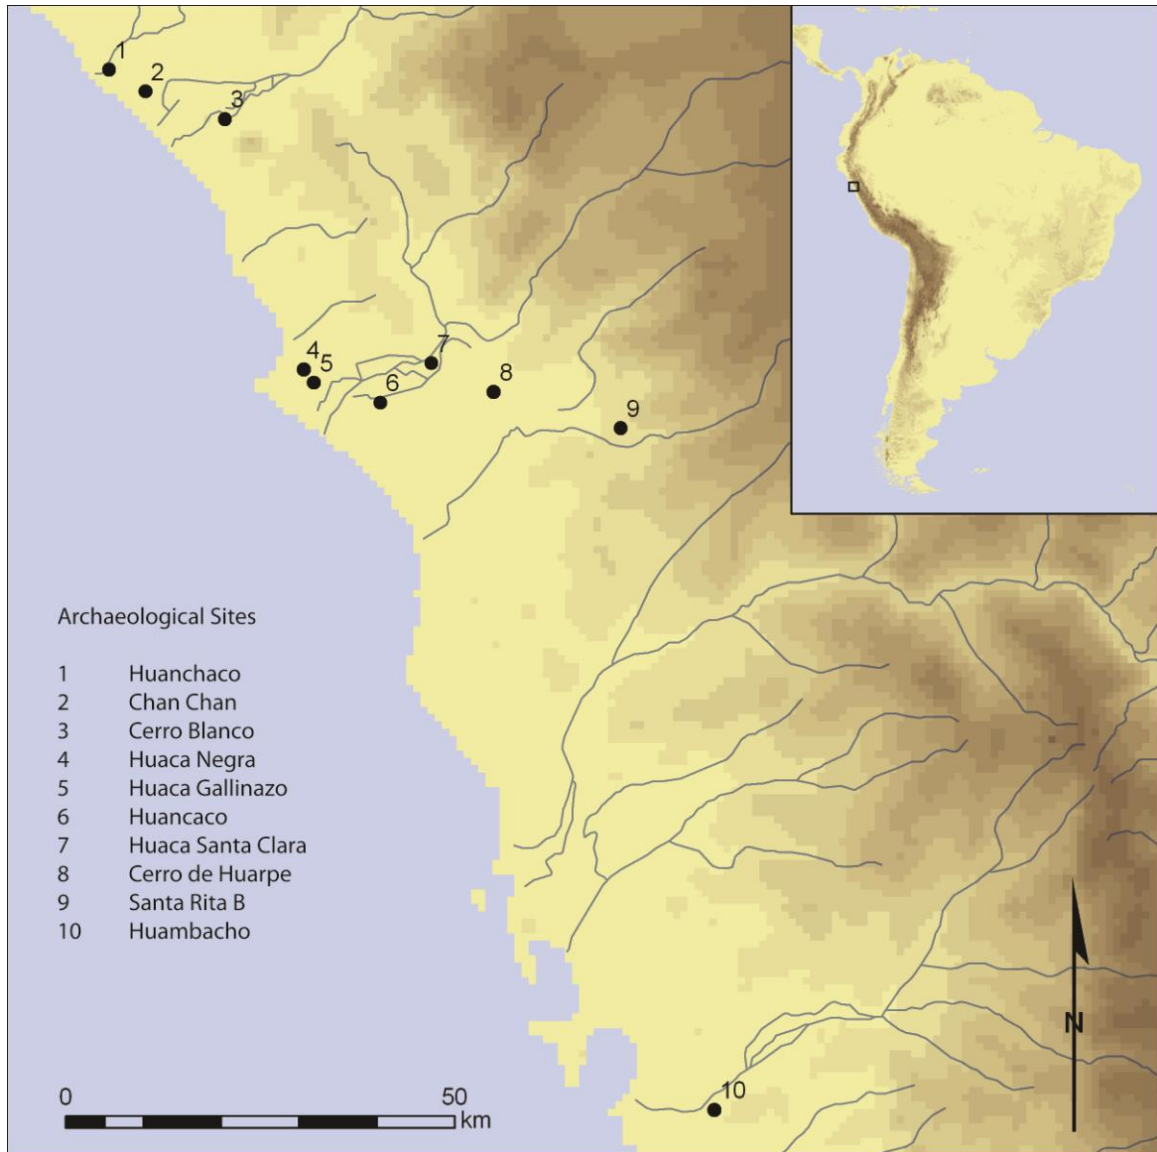 1
2
3
4
5
7
8
6
9
Archaeological Sites
1 Huanchaco
2 Chan Chan
3 Cerro Blanco
4 Huaca Negra
5 Huaca Gallinazo
6 Huancaco
7 Huaca Santa Clara
8 Cerro de Huarpe
9 Santa Rita B
10 Huambacho
N
10
0 50
km